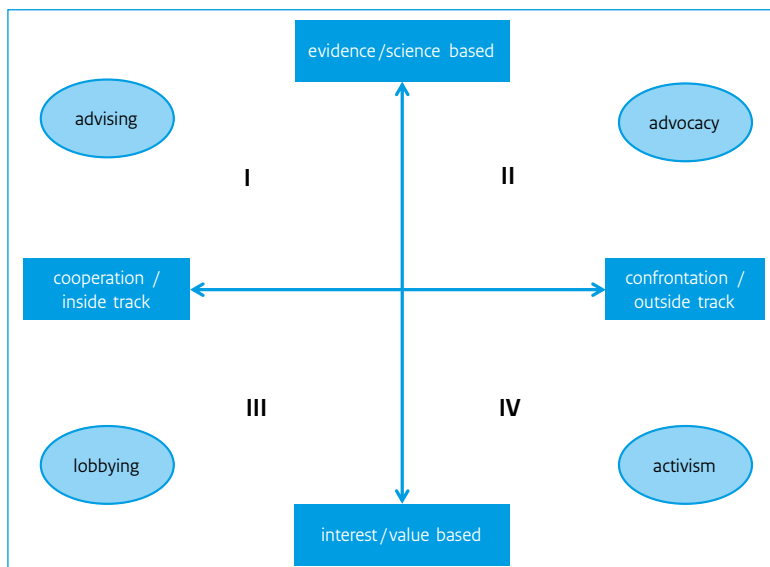 evidence/science based
advising
advocacy
I
II
cooperation /
inside track
confrontation /
outside track
III
IV
lobbying
activism
interest/value based